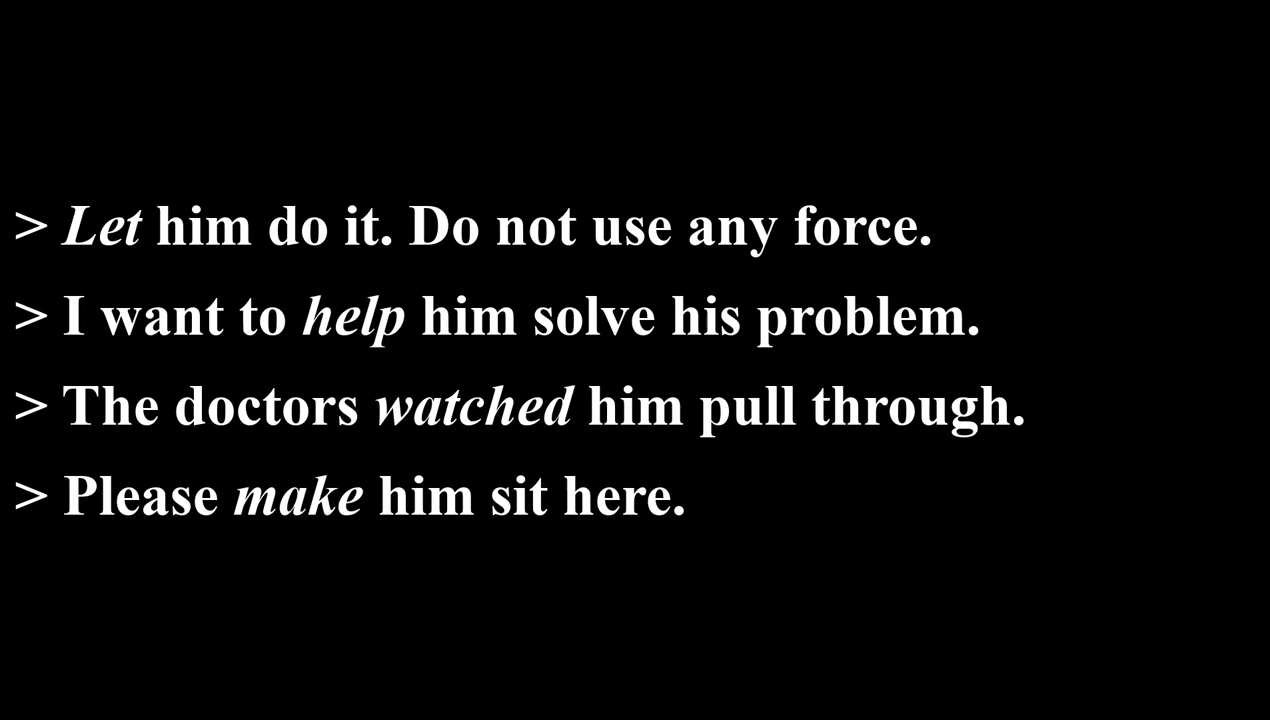 > Let him do it. Do not use any force.
> I want to help him solve his problem.
> The doctors watched him pull through.
> Please make him sit here.